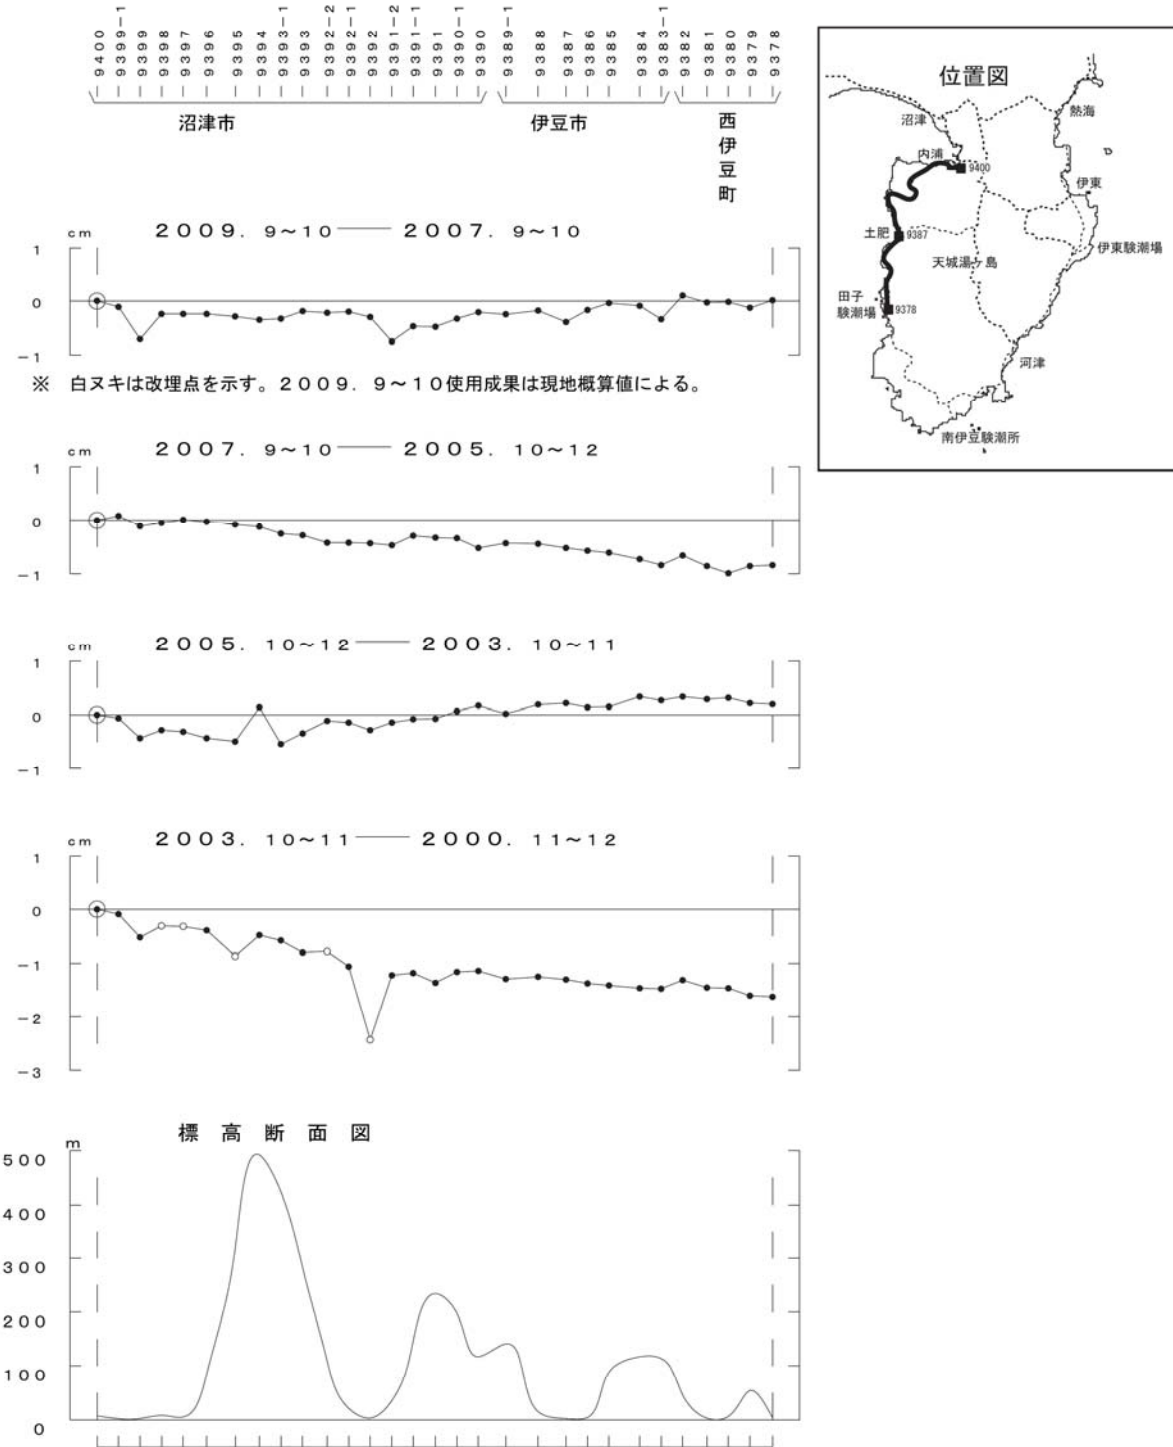 9400
9399-1
9399
9398
9397
9396
9395
9394
9393-1
9393
9392-2
9392-1
9392
9391-2
9391-1
9391
9390-1
9390
9389-1
9388
9387
9386
9385
9384
9383-1
9382
9381
9380
9379
9378
沼津市
伊豆市
西伊豆町
位置図
沼津
熱海
内浦
9400
伊東
土肥
9387
伊東験潮場
天城湯ヶ島
田子
験潮場
9378
河津
南伊豆験潮所
cm
2009. 9~10 ―― 2007. 9~10
1
0
-1
※ 白ヌキは改埋点を示す。2009. 9~10使用成果は現地概算値による。
cm
2007. 9~10 ―― 2005. 10~12
1
0
-1
cm
2005. 10~12 ―― 2003. 10~11
1
0
-1
cm
2003. 10~11 ―― 2000. 11~12
1
0
-1
-2
-3
標高断面図
m
500
400
300
200
100
0